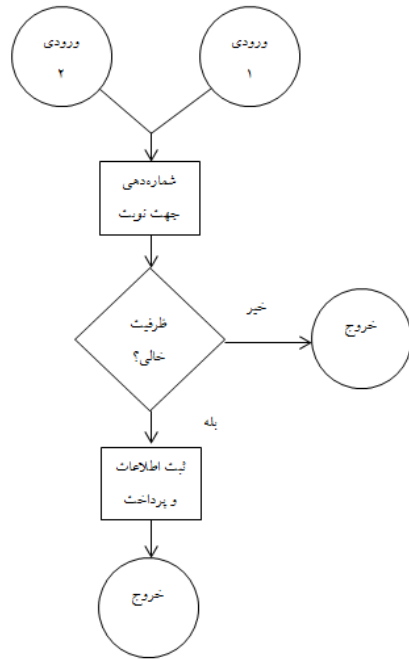 ورودی
۱
ورودی
۲
شماره‌دهی
جهت نوبت
ظرفیت
خالی؟
خیر
خروج
بله
ثبت اطلاعات
و پرداخت
خروج